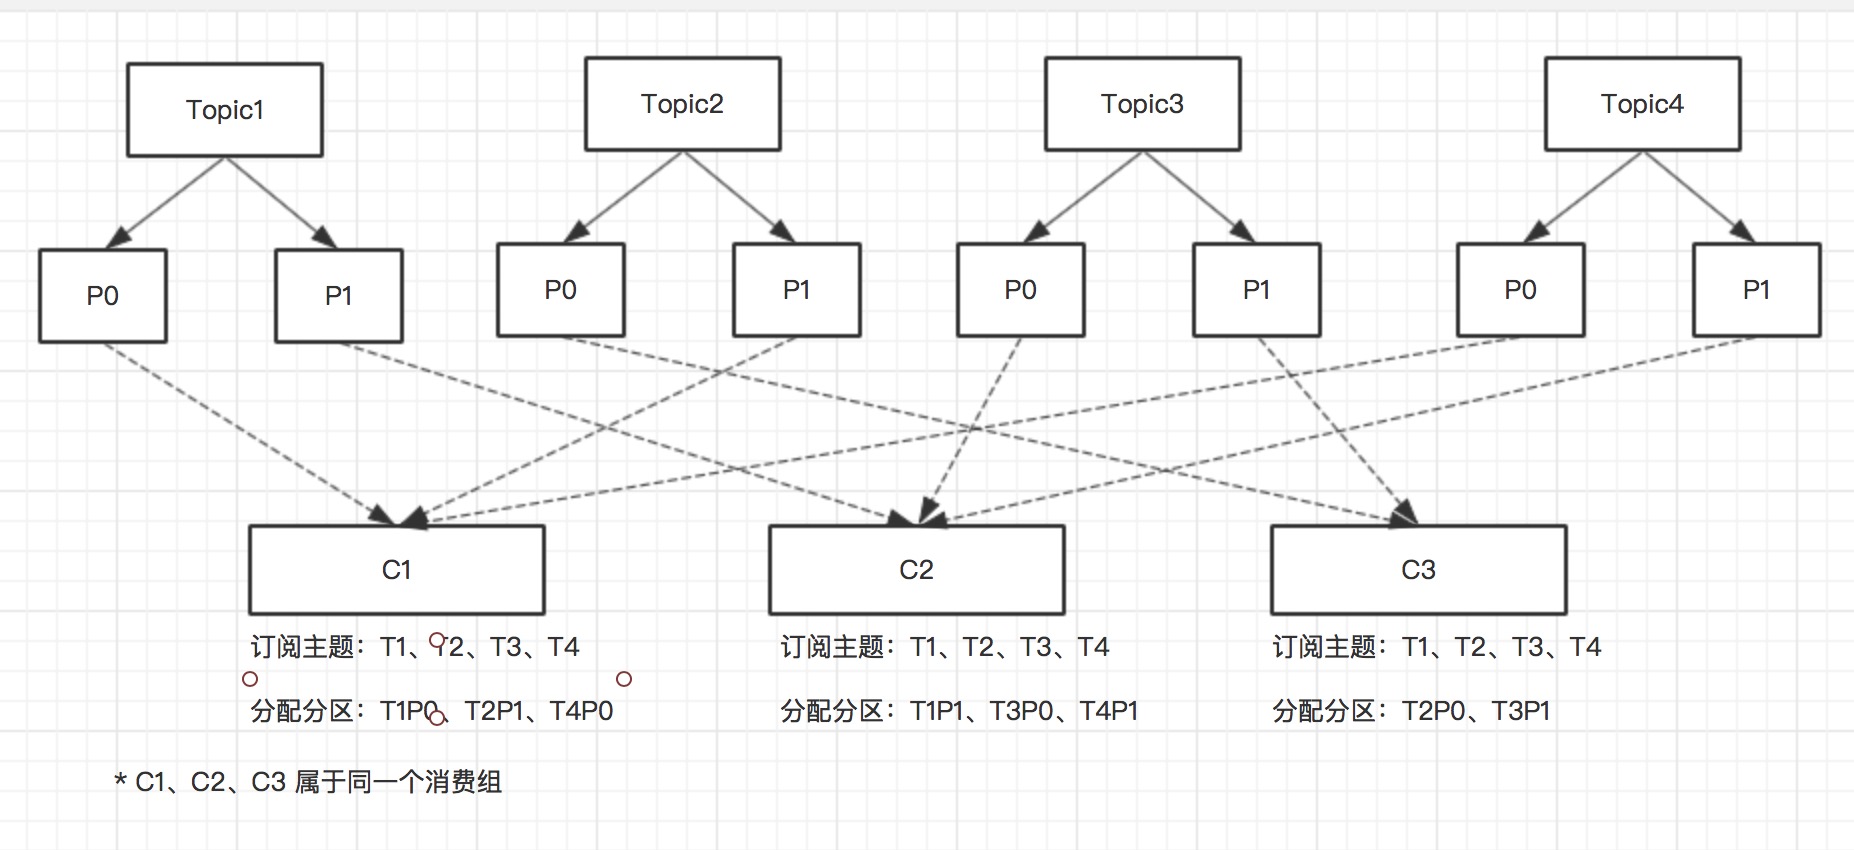 Topic1 Topic2 Topic3 Topic4
P0 P1 P0 P1 P0 P1 P0 P1
C1 C2 C3
订阅主题：T1、T2、T3、T4 订阅主题：T1、T2、T3、T4 订阅主题：T1、T2、T3、T4
分配分区：T1P0、T2P1、T4P0 分配分区：T1P1、T3P0、T4P1 分配分区：T2P0、T3P1
* C1、C2、C3 属于同一个消费组